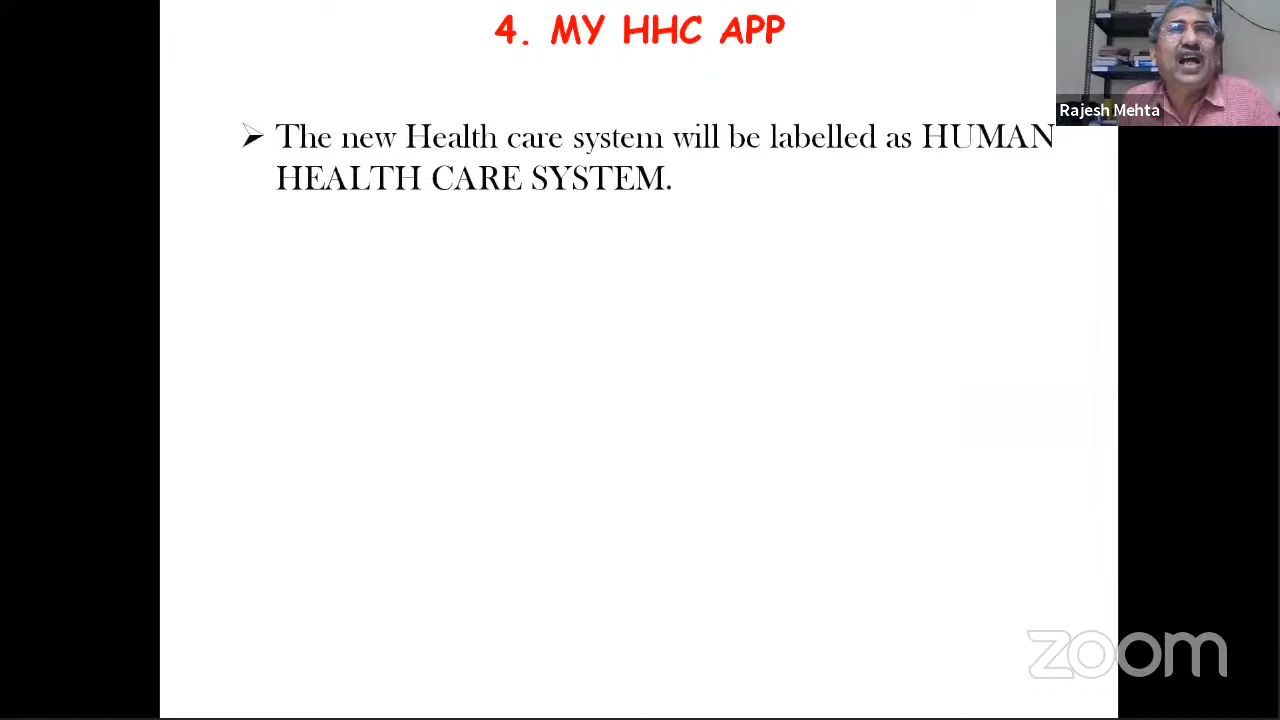 4. MY HHC APP
Rajesh Mehta
➢ The new Health care system will be labelled as HUMAN
HEALTH CARE SYSTEM.
zoom